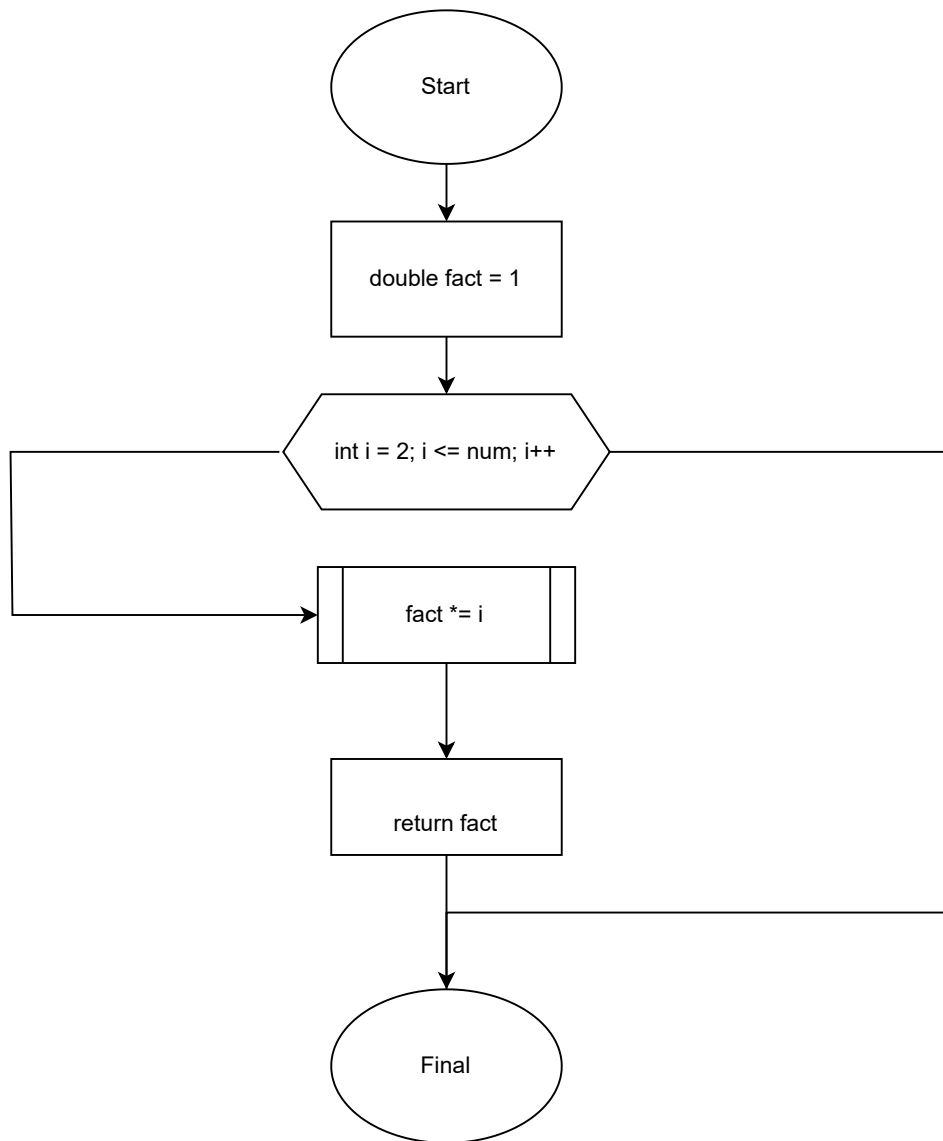 Start
double fact = 1
int i = 2; i <= num; i++
fact *= i
return fact
Final